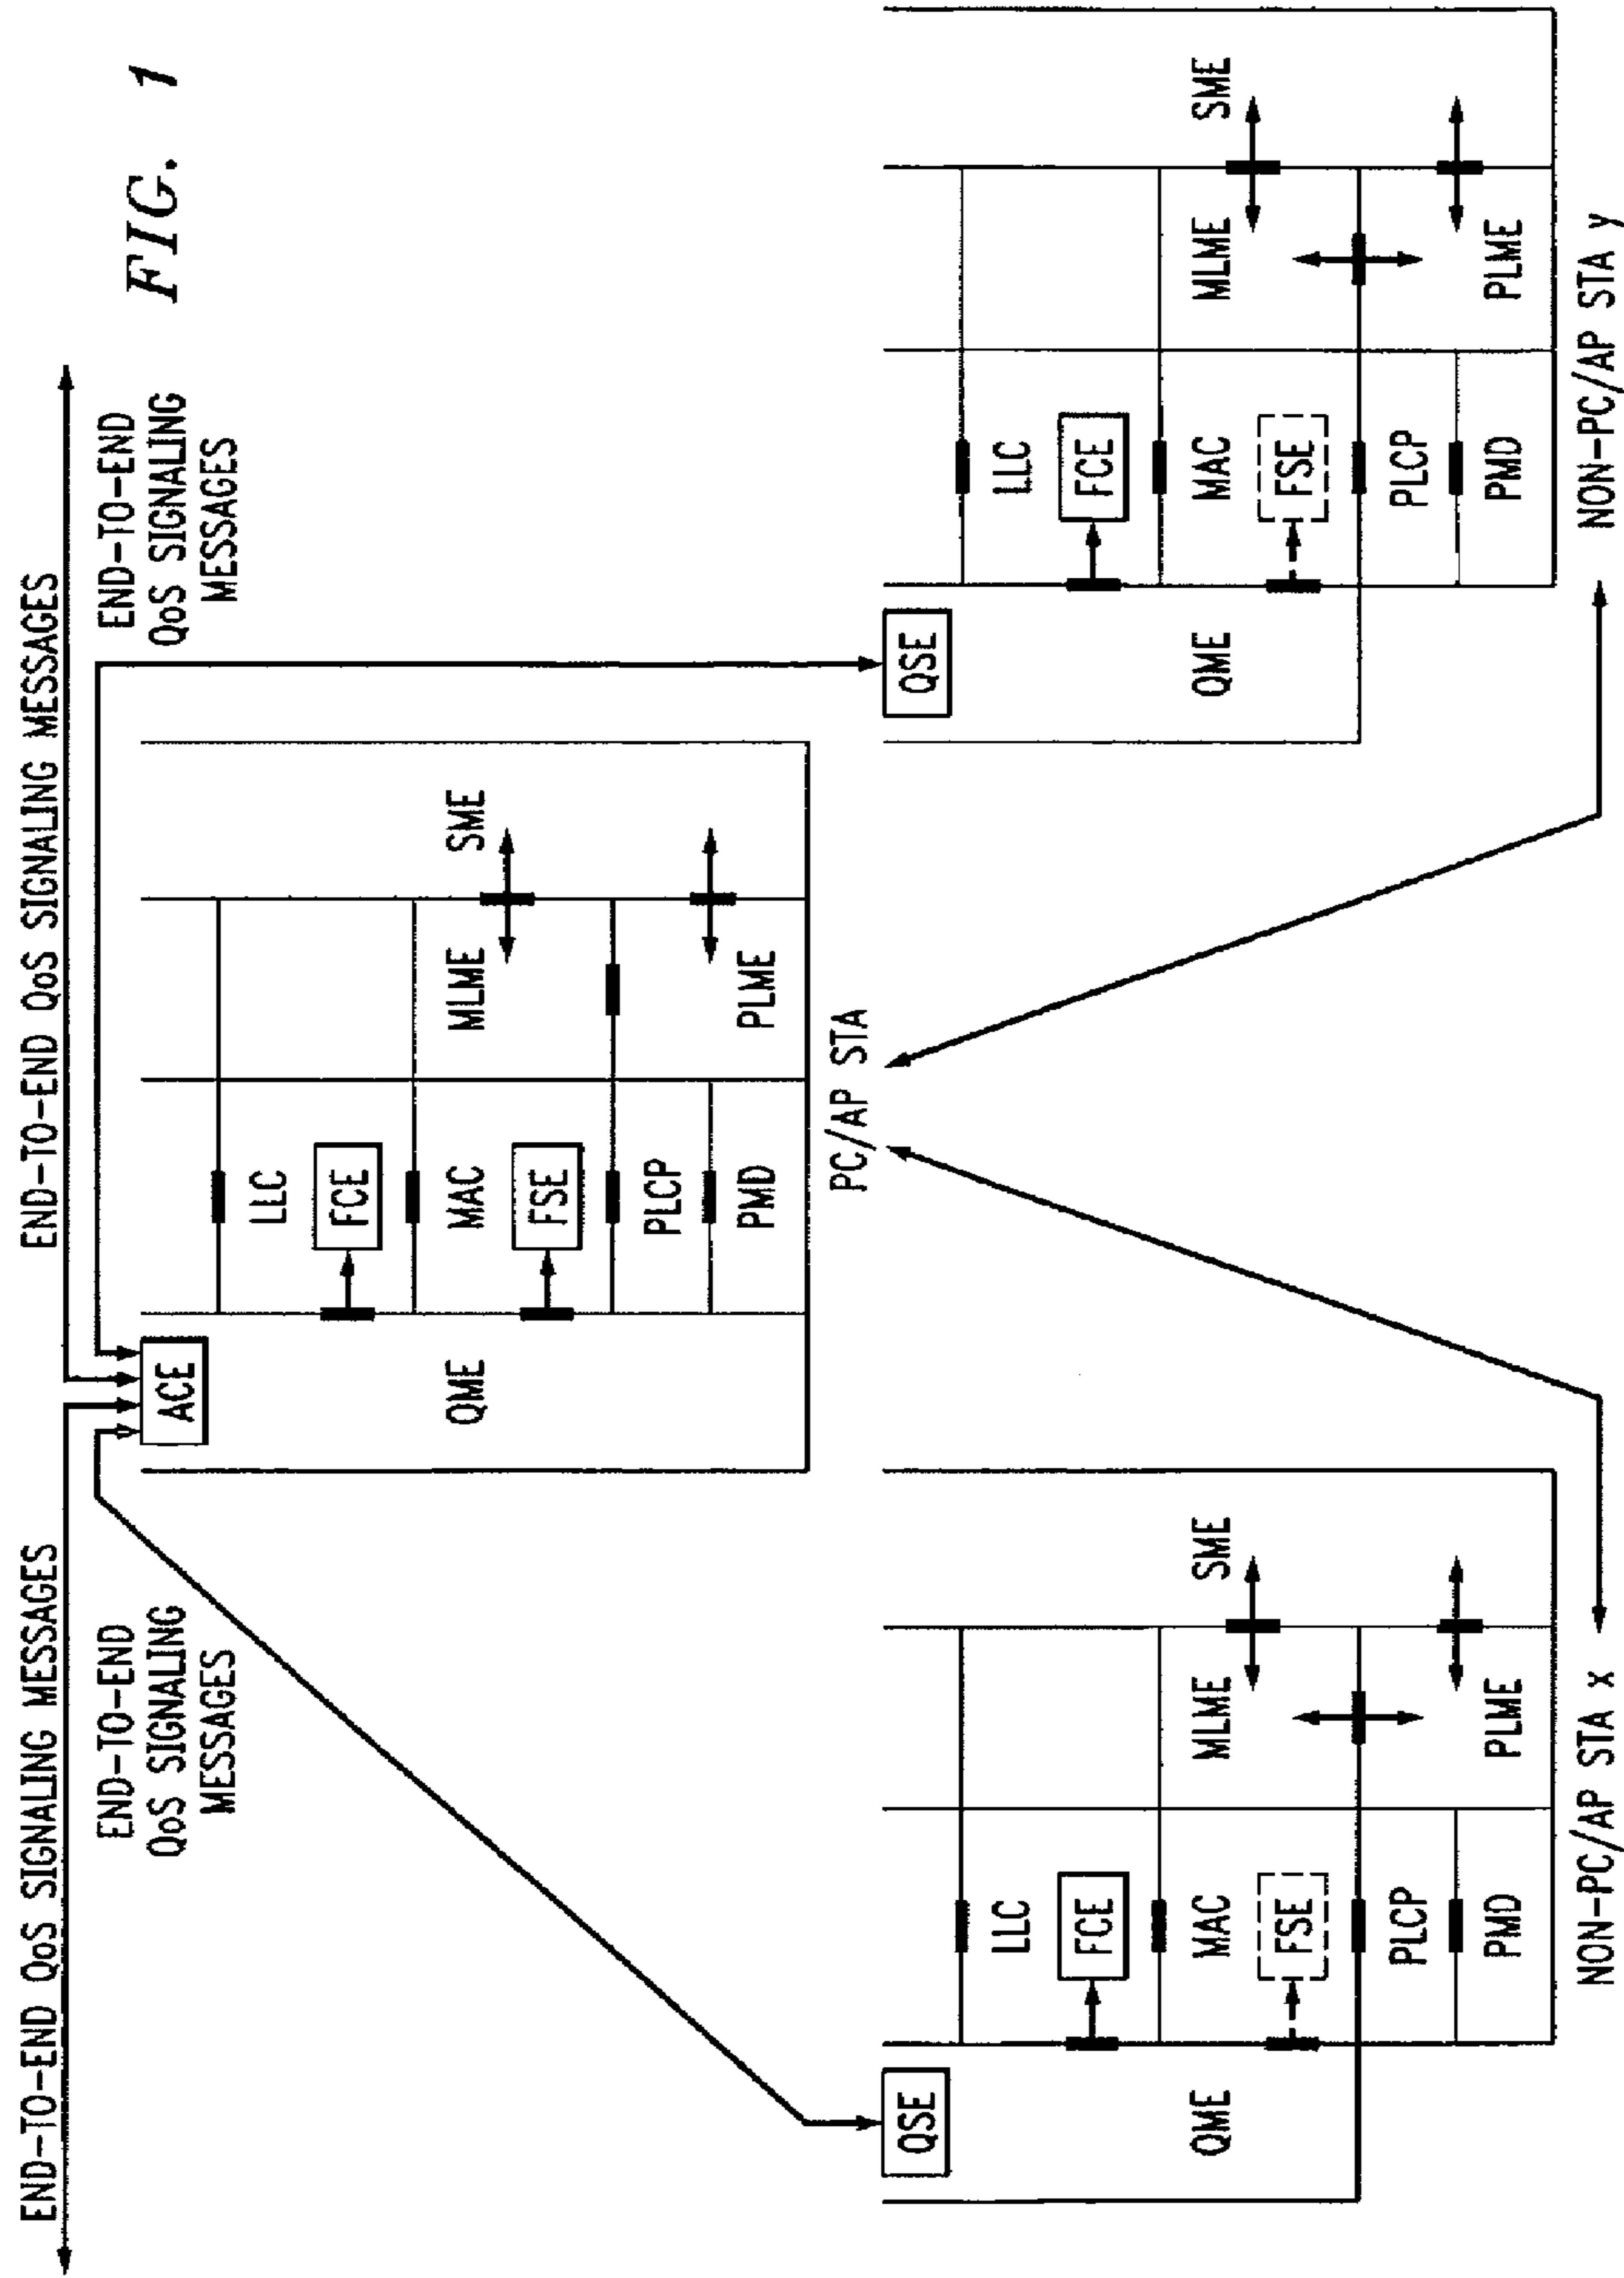 END-TO-END QoS SIGNALING MESSAGES
END-TO-END QoS SIGNALING MESSAGES
END-TO-END
QoS SIGNALING
MESSAGES
END-TO-END
QoS SIGNALING
MESSAGES
FIG. 1
ACE
QME
LLC
FCE
MAC
FSE
PLCP
PMD
MLME
PLME
SME
PC/AP STA
QSE
QME
LLC
FCE
MAC
FSE
PLCP
PMD
MLME
PLME
SME
NON-PC/AP STA x
QSE
QME
LLC
FCE
MAC
FSE
PLCP
PMD
MLME
PLME
SME
NON-PC/AP STA y